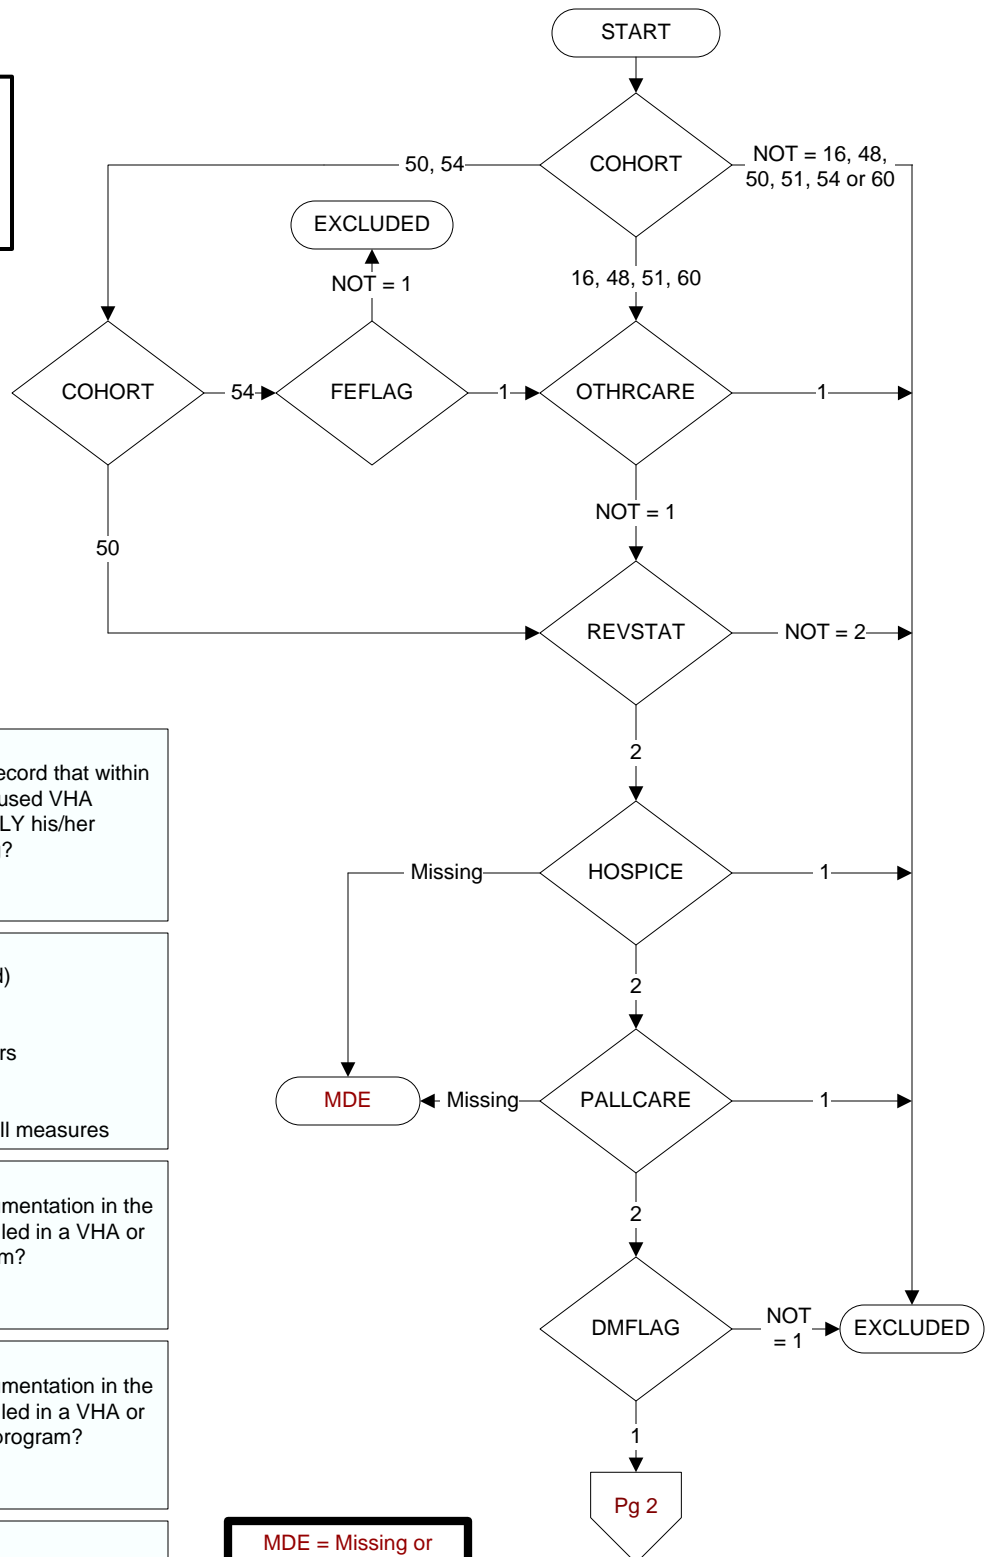 START
COHORT
50, 54
NOT = 16, 48,
50, 51, 54 or 60
EXCLUDED
NOT = 1
16, 48, 51, 60
COHORT
54
FEFLAG
1
OTHRCARE
1
NOT = 1
50
REVSTAT
NOT = 2
2
ecord that within
used VHA
LY his/her
?
Missing
HOSPICE
1
d)
rs
ll measures
2
MDE
Missing
PALLCARE
1
umentation in the
led in a VHA or
m?
2
DMFLAG
NOT
= 1
EXCLUDED
umentation in the
led in a VHA or
program?
1
Pg 2
MDE = Missing or